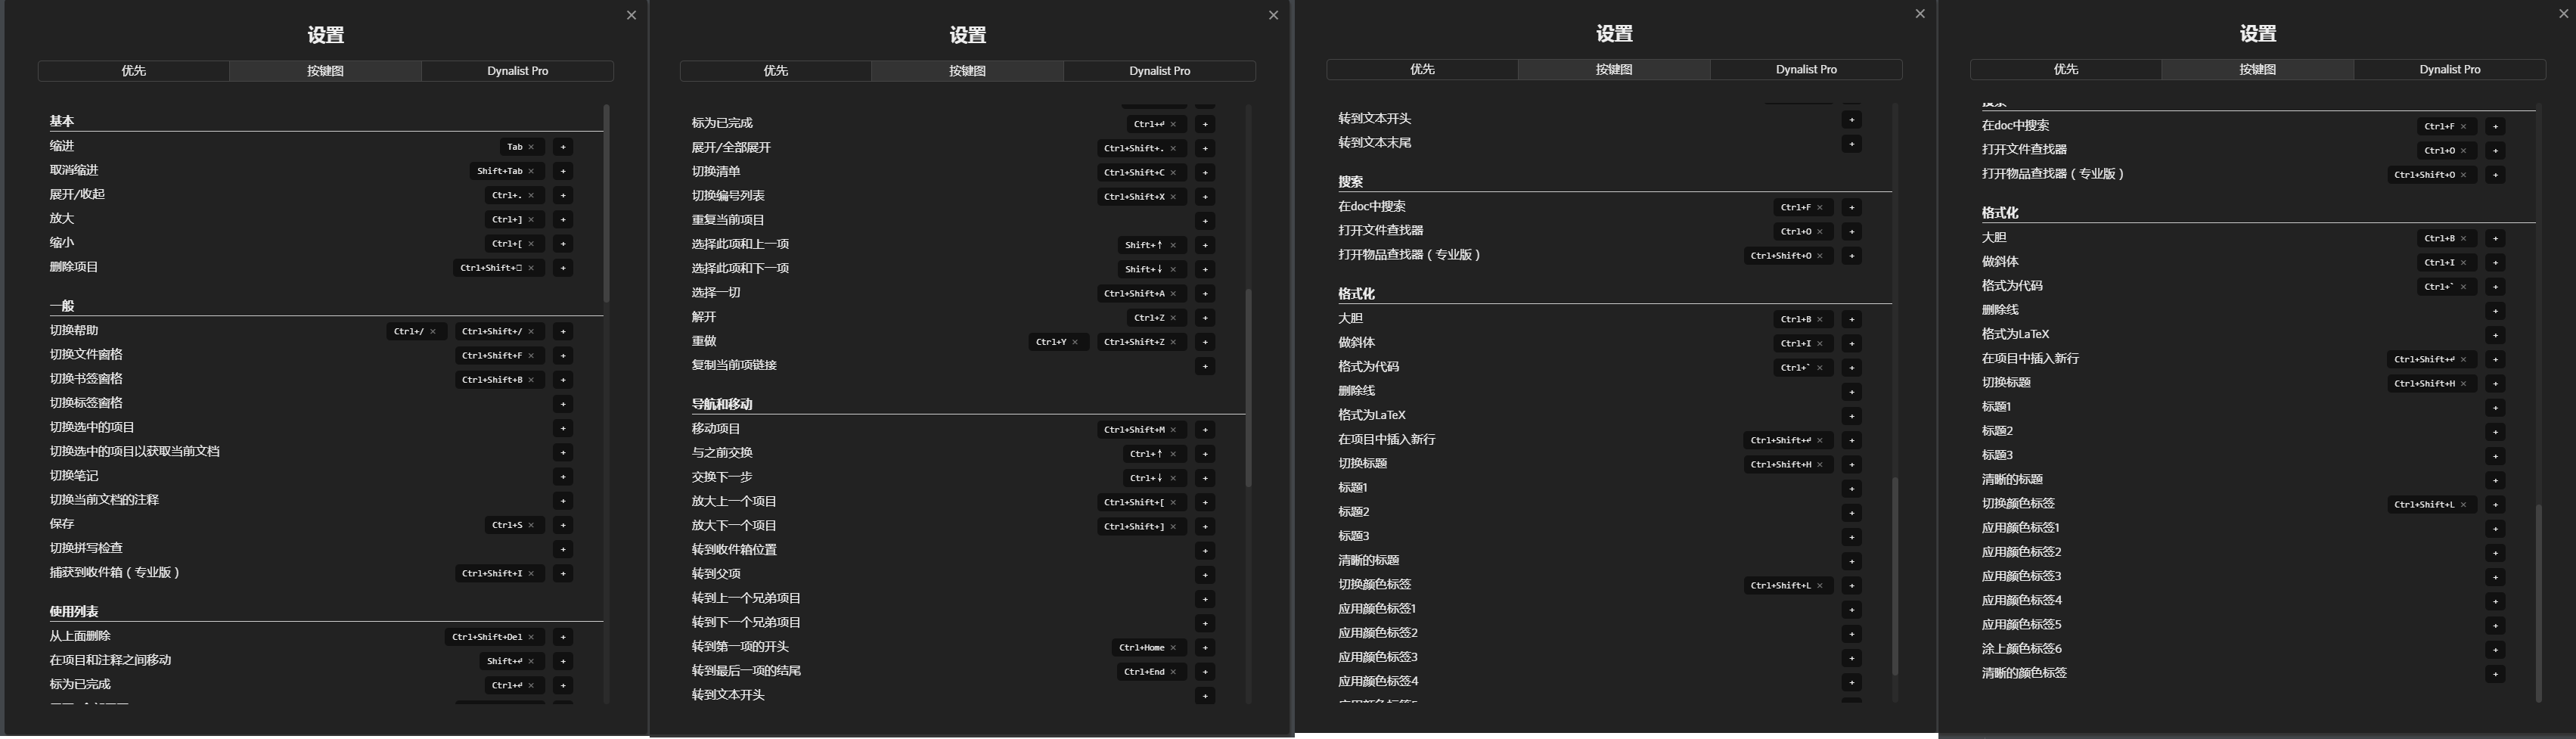 设置
优先 按键图 Dynalist Pro
基本
缩进 Tab × +
取消缩进 Shift+Tab × +
展开/收起 Ctrl+. × +
放大 Ctrl+] × +
缩小 Ctrl+[ × +
删除项目 Ctrl+Shift+□ × +
一般
切换帮助 Ctrl+/ × Ctrl+Shift+/ × +
切换文件窗格 Ctrl+Shift+F × +
切换书签窗格 Ctrl+Shift+B × +
切换标签窗格 +
切换选中的项目 +
切换选中的项目以获取当前文档 +
切换笔记 +
切换当前文档的注释 +
保存 Ctrl+S × +
切换拼写检查 +
捕获到收件箱（专业版） Ctrl+Shift+I × +
使用列表
从上面删除 Ctrl+Shift+Del × +
在项目和注释之间移动 Shift+↵ × +
标为已完成 Ctrl+↵ × +
设置
优先 按键图 Dynalist Pro
标为已完成 Ctrl+↵ × +
展开/全部展开 Ctrl+Shift+. × +
切换清单 Ctrl+Shift+C × +
切换编号列表 Ctrl+Shift+X × +
重复当前项目 +
选择此项和上一项 Shift+↑ × +
选择此项和下一项 Shift+↓ × +
选择一切 Ctrl+Shift+A × +
解开 Ctrl+Z × +
重做 Ctrl+Y × Ctrl+Shift+Z × +
复制当前项链接 +
导航和移动
移动项目 Ctrl+Shift+M × +
与之前交换 Ctrl+↑ × +
交换下一步 Ctrl+↓ × +
放大上一个项目 Ctrl+Shift+[ × +
放大下一个项目 Ctrl+Shift+] × +
转到收件箱位置 +
转到父项 +
转到上一个兄弟项目 +
转到下一个兄弟项目 +
转到第一项的开头 Ctrl+Home × +
转到最后一项的结尾 Ctrl+End × +
转到文本开头 +
设置
优先 按键图 Dynalist Pro
转到文本开头 +
转到文本末尾 +
搜索
在doc中搜索 Ctrl+F × +
打开文件查找器 Ctrl+O × +
打开物品查找器（专业版） Ctrl+Shift+O × +
格式化
大胆 Ctrl+B × +
做斜体 Ctrl+I × +
格式为代码 Ctrl+` × +
删除线 +
格式为LaTeX +
在项目中插入新行 Ctrl+Shift+↵ × +
切换标题 Ctrl+Shift+H × +
标题1 +
标题2 +
标题3 +
清晰的标题 +
切换颜色标签 Ctrl+Shift+L × +
应用颜色标签1 +
应用颜色标签2 +
应用颜色标签3 +
应用颜色标签4 +
设置
优先 按键图 Dynalist Pro
搜索
在doc中搜索 Ctrl+F × +
打开文件查找器 Ctrl+O × +
打开物品查找器（专业版） Ctrl+Shift+O × +
格式化
大胆 Ctrl+B × +
做斜体 Ctrl+I × +
格式为代码 Ctrl+` × +
删除线 +
格式为LaTeX +
在项目中插入新行 Ctrl+Shift+↵ × +
切换标题 Ctrl+Shift+H × +
标题1 +
标题2 +
标题3 +
清晰的标题 +
切换颜色标签 Ctrl+Shift+L × +
应用颜色标签1 +
应用颜色标签2 +
应用颜色标签3 +
应用颜色标签4 +
应用颜色标签5 +
涂上颜色标签6 +
清晰的颜色标签 +